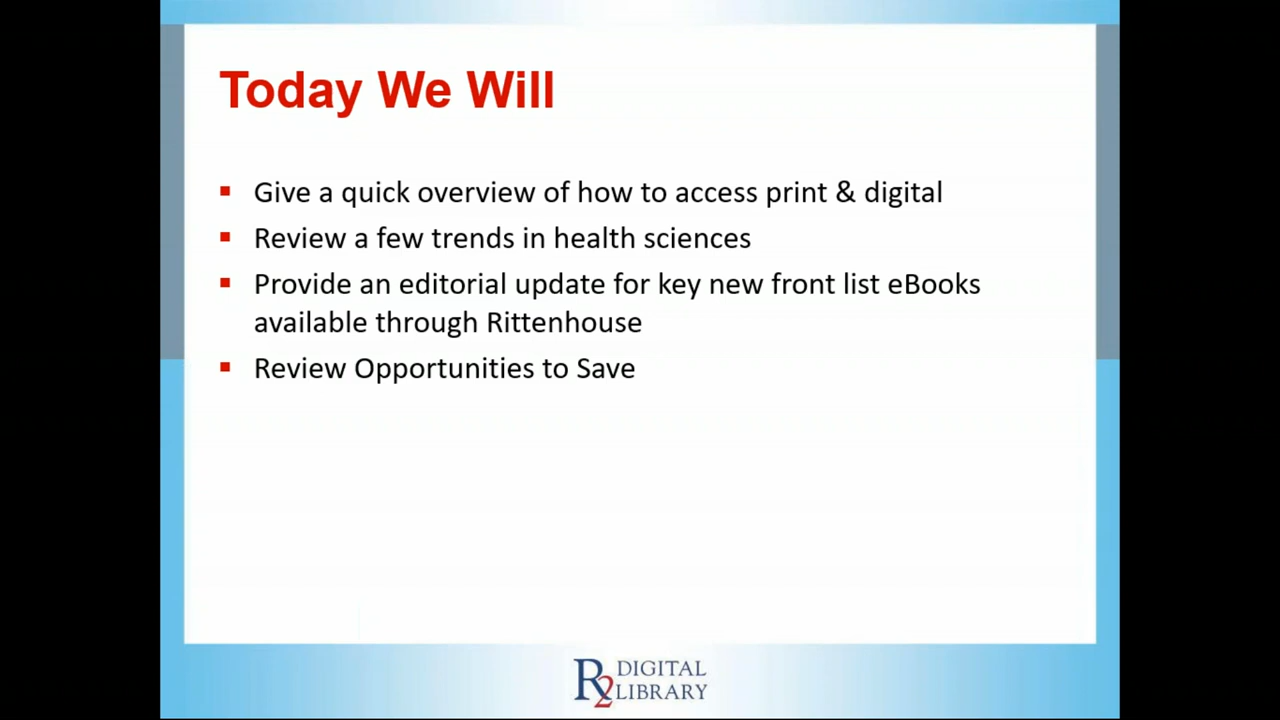 Today We Will
▪ Give a quick overview of how to access print & digital
▪ Review a few trends in health sciences
▪ Provide an editorial update for key new front list eBooks
available through Rittenhouse
▪ Review Opportunities to Save
R2 DIGITAL
LIBRARY